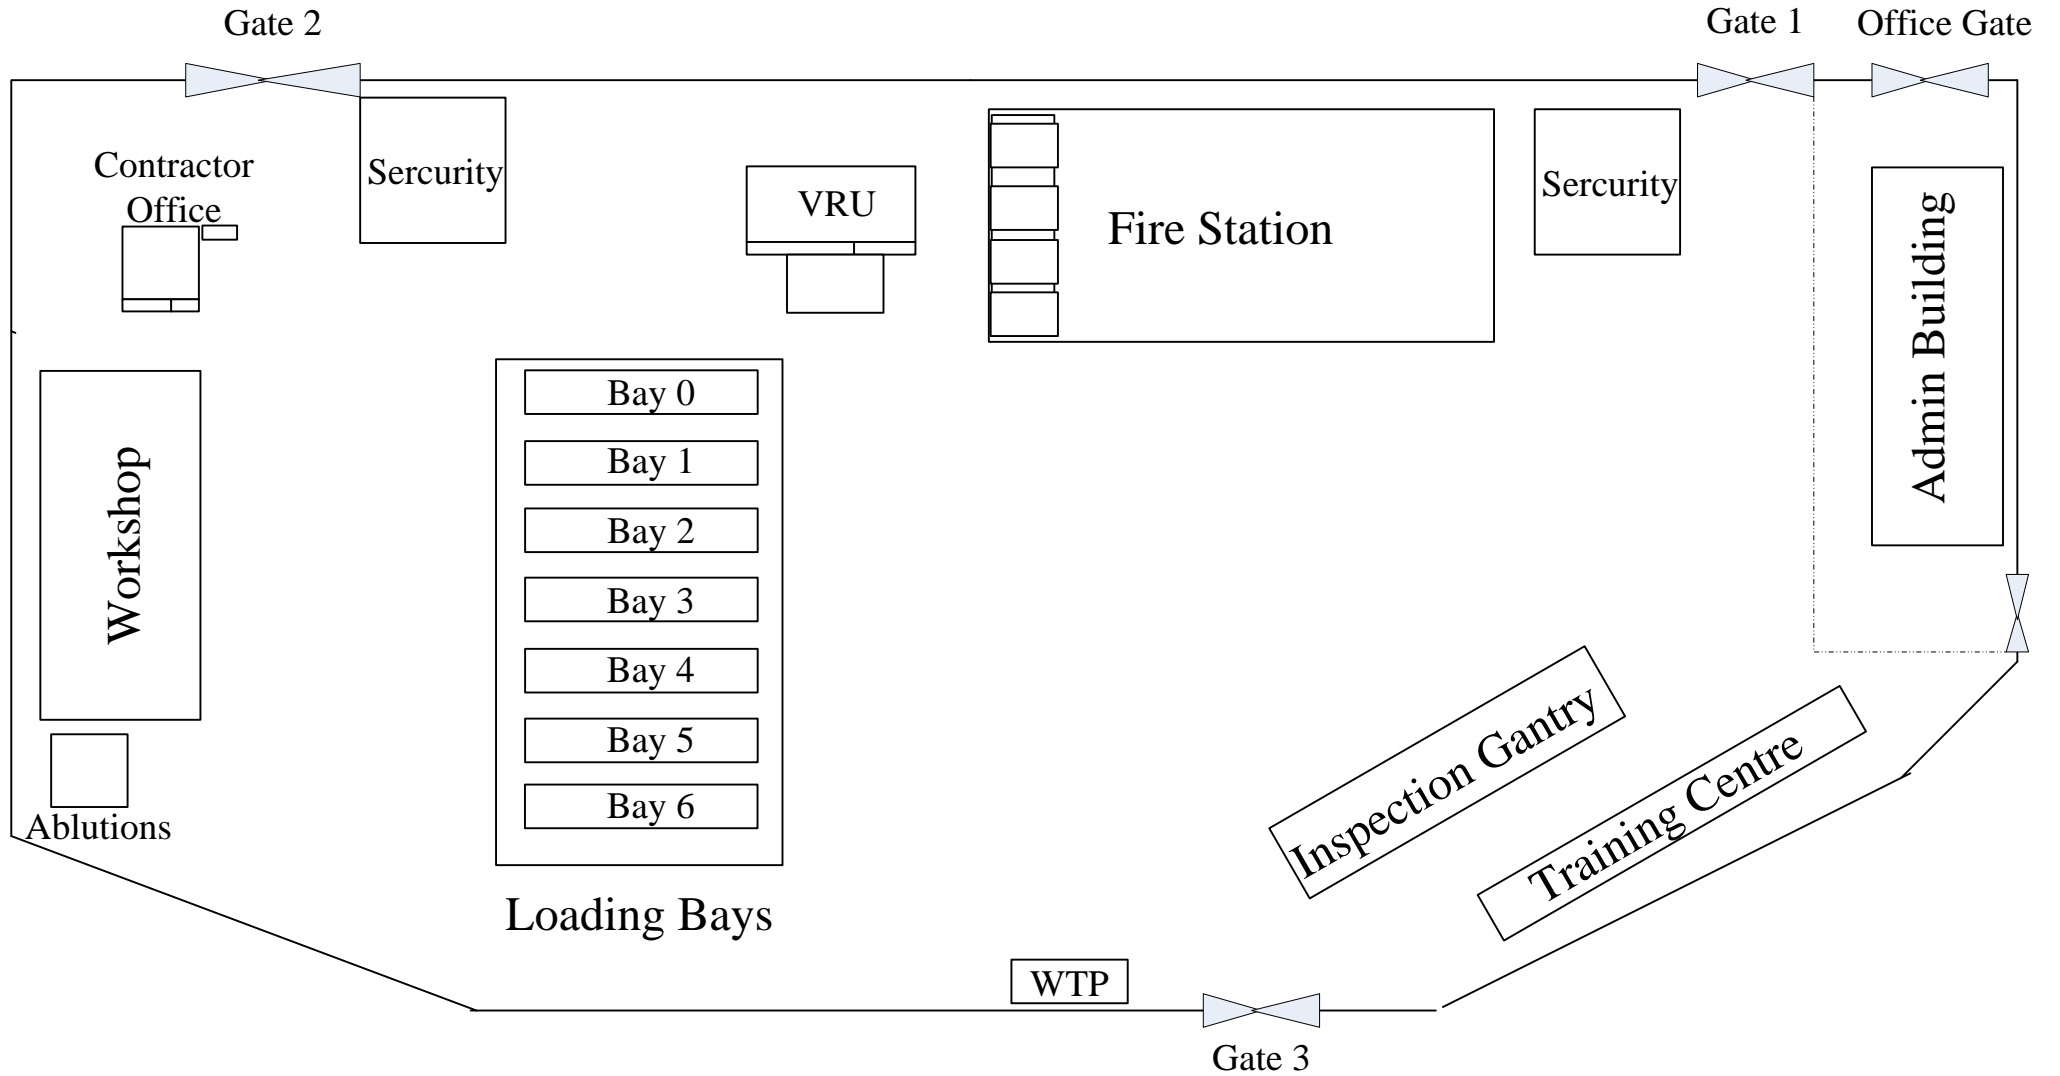 Gate 2
Gate 1
Office Gate
Contractor
Office
Sercurity
VRU
Fire Station
Sercurity
Admin Building
Workshop
Bay 0
Bay 1
Bay 2
Bay 3
Bay 4
Bay 5
Bay 6
Loading Bays
Ablutions
Inspection Gantry
Training Centre
WTP
Gate 3